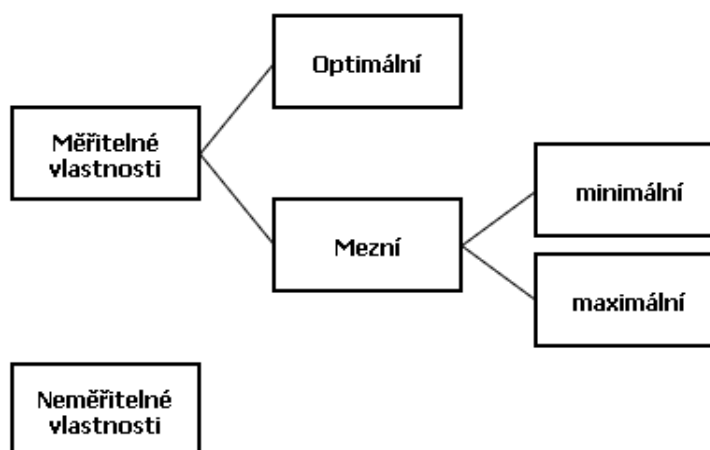 Optimální
Měřitelné
vlastnosti
minimální
Mezní
maximální
Neměřitelné
vlastnosti